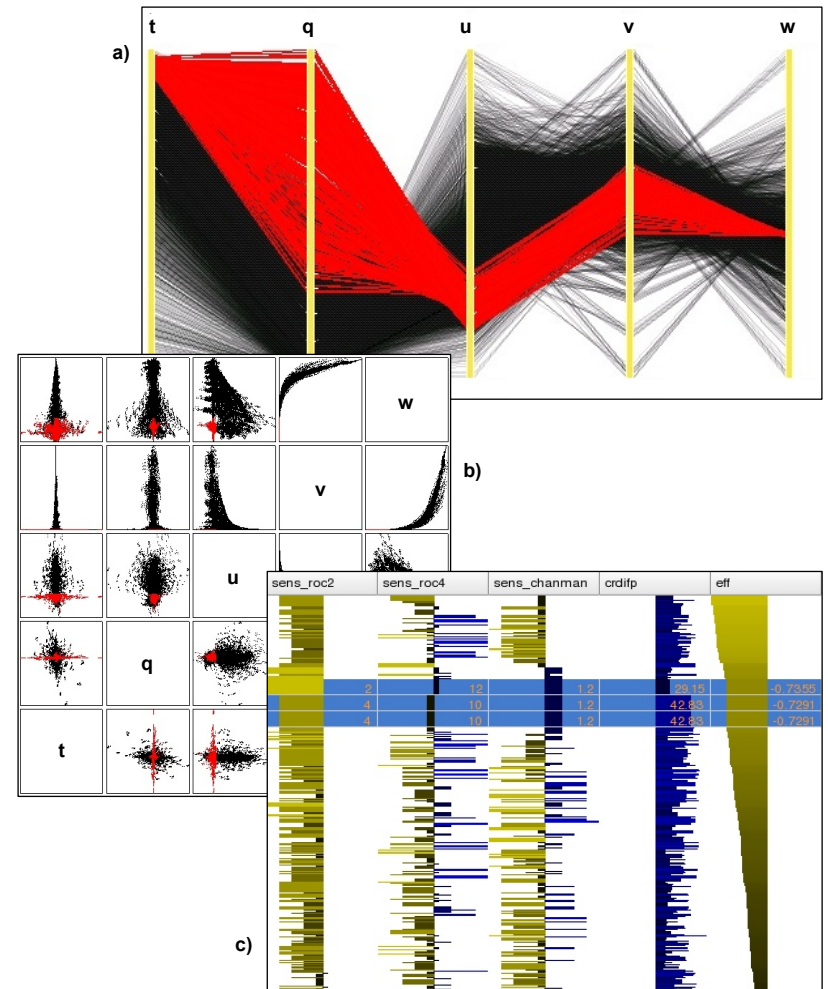 t q u v w
a)
w
v
b)
u
q
t
sens_roc2 sens_roc4 sens_chanman crdifp eff
2 12 1.2 29.15 -0.7355
4 10 1.2 42.83 -0.7291
4 10 1.2 42.83 -0.7291
c)